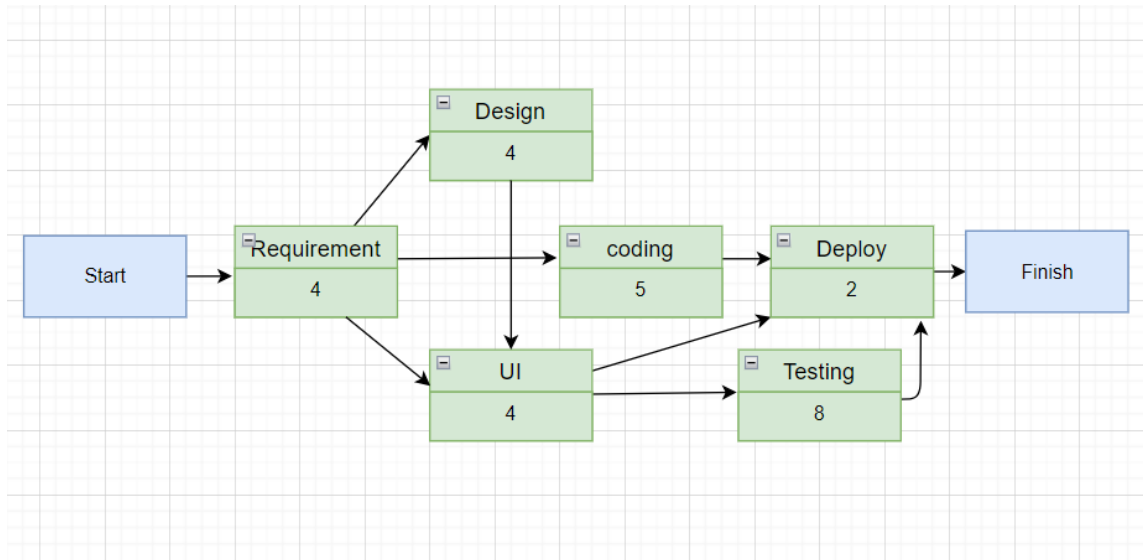 Design
4
Start
Requirement
4
coding
5
Deploy
2
Finish
UI
4
Testing
8